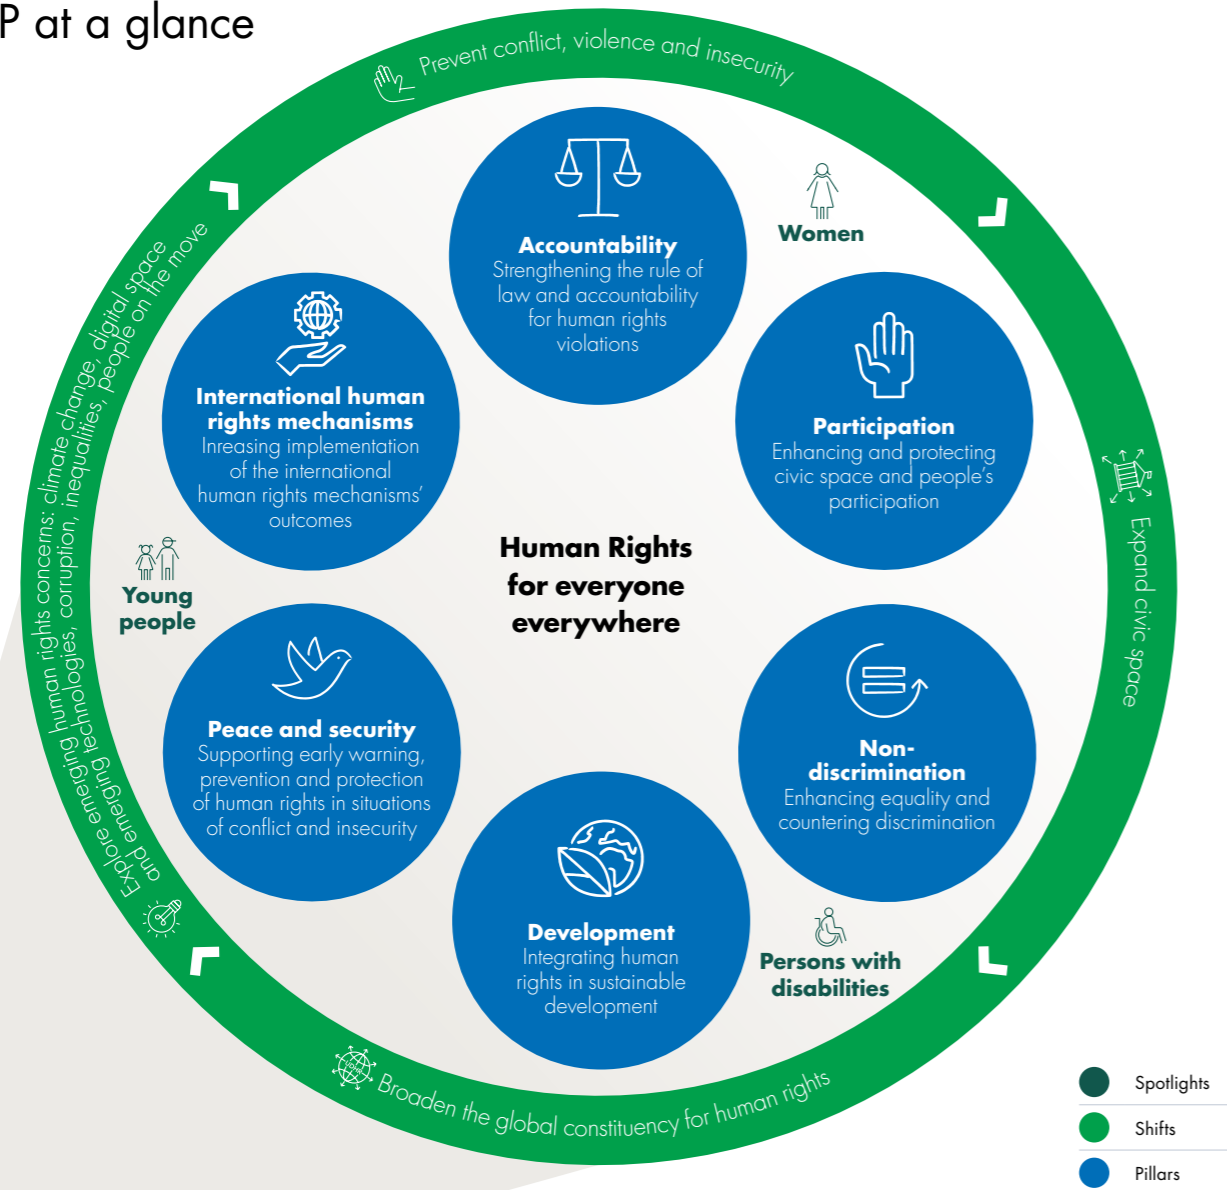 P at a glance
Prevent conflict, violence and insecurity
Accountability
Strengthening the rule of
law and accountability
for human rights
violations
Women
International human
rights mechanisms
Inreasing implementation
of the international
human rights mechanisms’
outcomes
Participation
Enhancing and protecting
civic space and people’s
participation
Expand civic space
Human Rights
for everyone
everywhere
Young
people
Explore emerging human rights concerns: climate change, digital space
and emerging technologies, corruption, inequalities, people on the move
Peace and security
Supporting early warning,
prevention and protection
of human rights in situations
of conflict and insecurity
Non-
discrimination
Enhancing equality and
countering discrimination
Development
Integrating human
rights in sustainable
development
Persons with
disabilities
UDHR
Broaden the global constituency for human rights
Spotlights
Shifts
Pillars